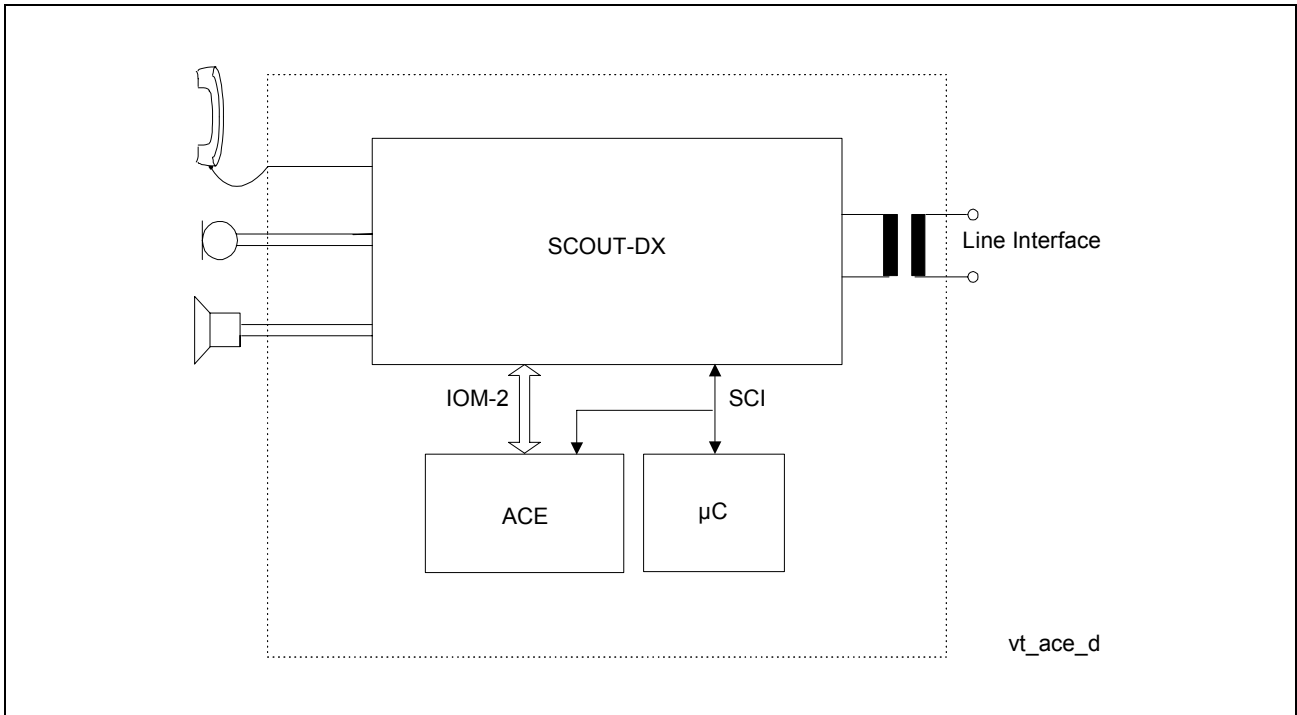 SCOUT-DX
Line Interface
IOM-2
SCI
ACE
µC
vt_ace_d